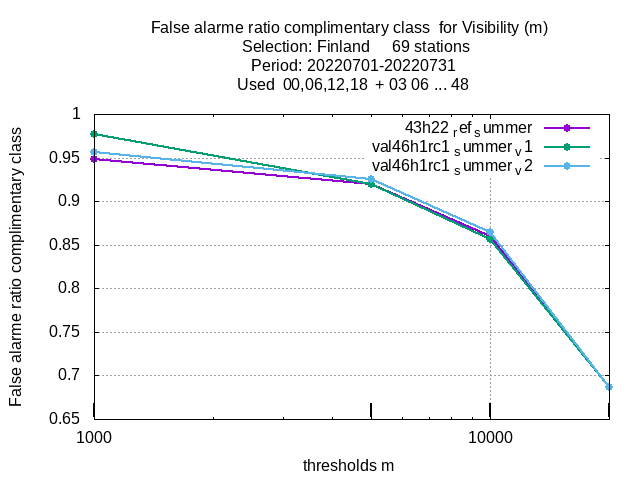 False alarme ratio complimentary class  for Visibility (m)
Selection: Finland     69 stations
Period: 20220701-20220731
Used  00,06,12,18  + 03 06 ... 48
43h22 ref summer
val46h1rc1 summer v1
val46h1rc1 summer v2
False alarme ratio complimentary class
1
0.95
0.9
0.85
0.8
0.75
0.7
0.65
1000
10000
thresholds m